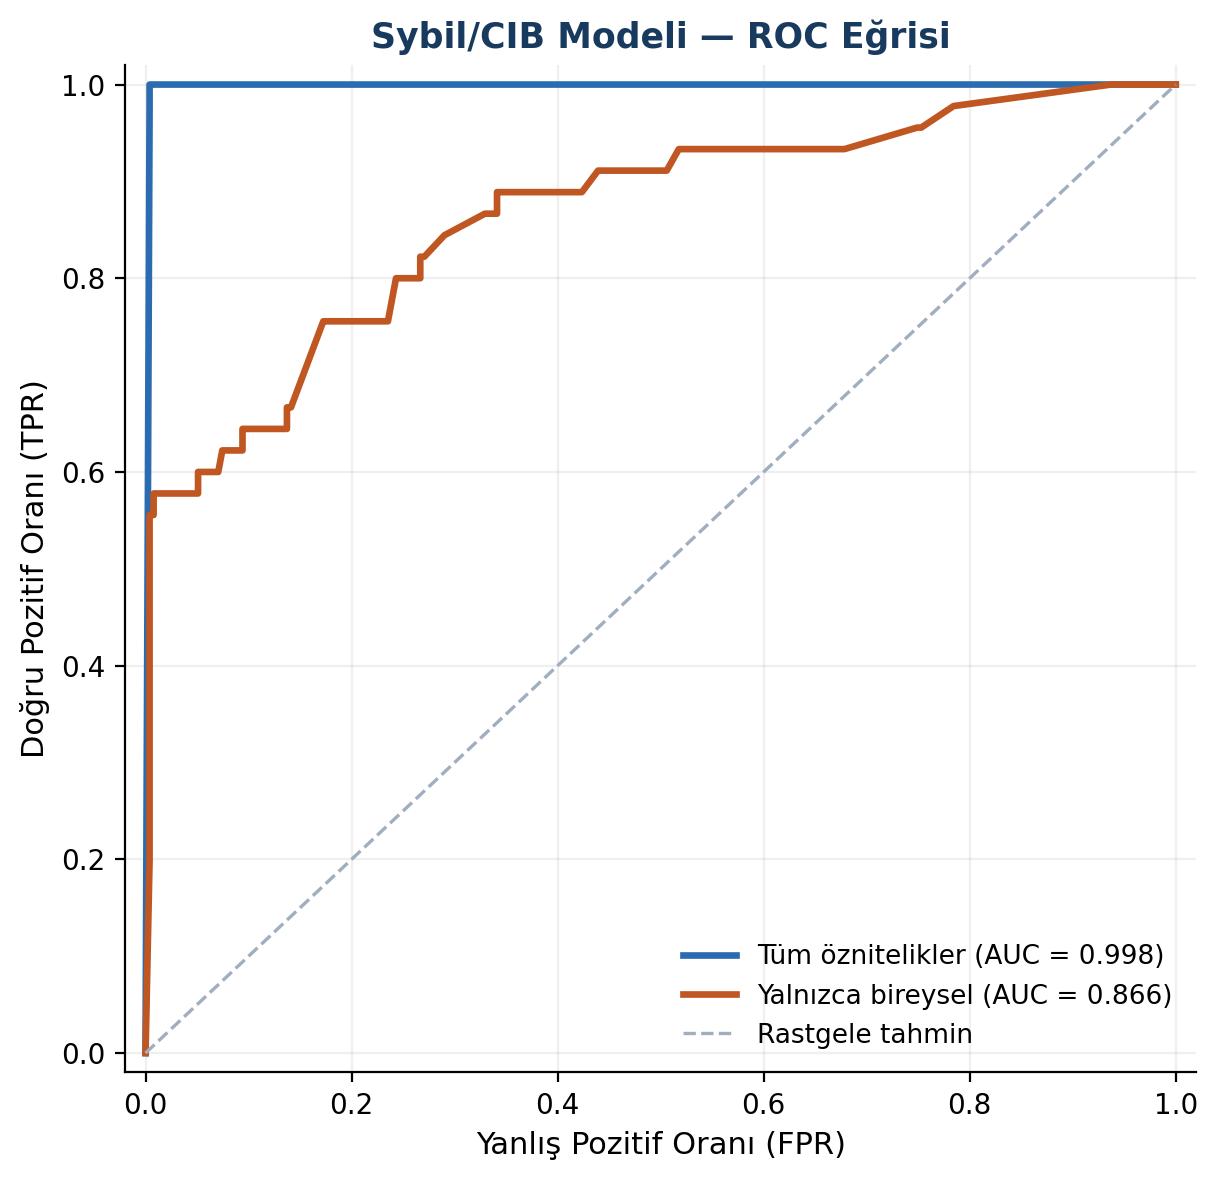 Sybil/CIB Modeli — ROC Eğrisi
Doğru Pozitif Oranı (TPR)
1.0
0.8
0.6
0.4
0.2
0.0
Tüm öznitelikler (AUC = 0.998)
Yalnızca bireysel (AUC = 0.866)
Rastgele tahmin
0.0 0.2 0.4 0.6 0.8 1.0
Yanlış Pozitif Oranı (FPR)